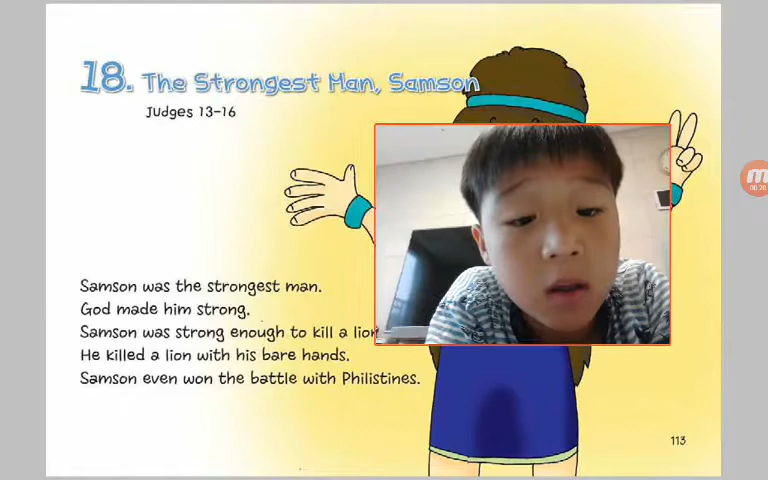 18. The Strongest Man, Samson
Judges 13-16
Samson was the strongest man.
God made him strong.
Samson was strong enough to kill a lion
He killed a lion with his bare hands.
Samson even won the battle with Philistines.
113
M
00:20